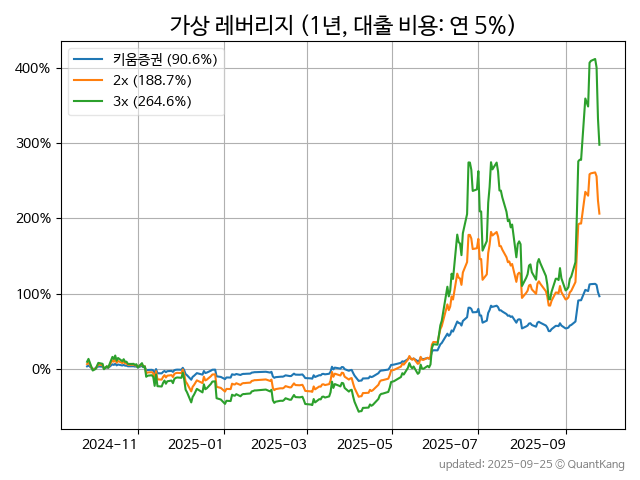 가상 레버리지 (1년, 대출 비용: 연 5%)
키움증권 (90.6%)
2x (188.7%)
3x (264.6%)
400%
300%
200%
100%
0%
2024-11 2025-01 2025-03 2025-05 2025-07 2025-09
updated: 2025-09-25 © QuantKang